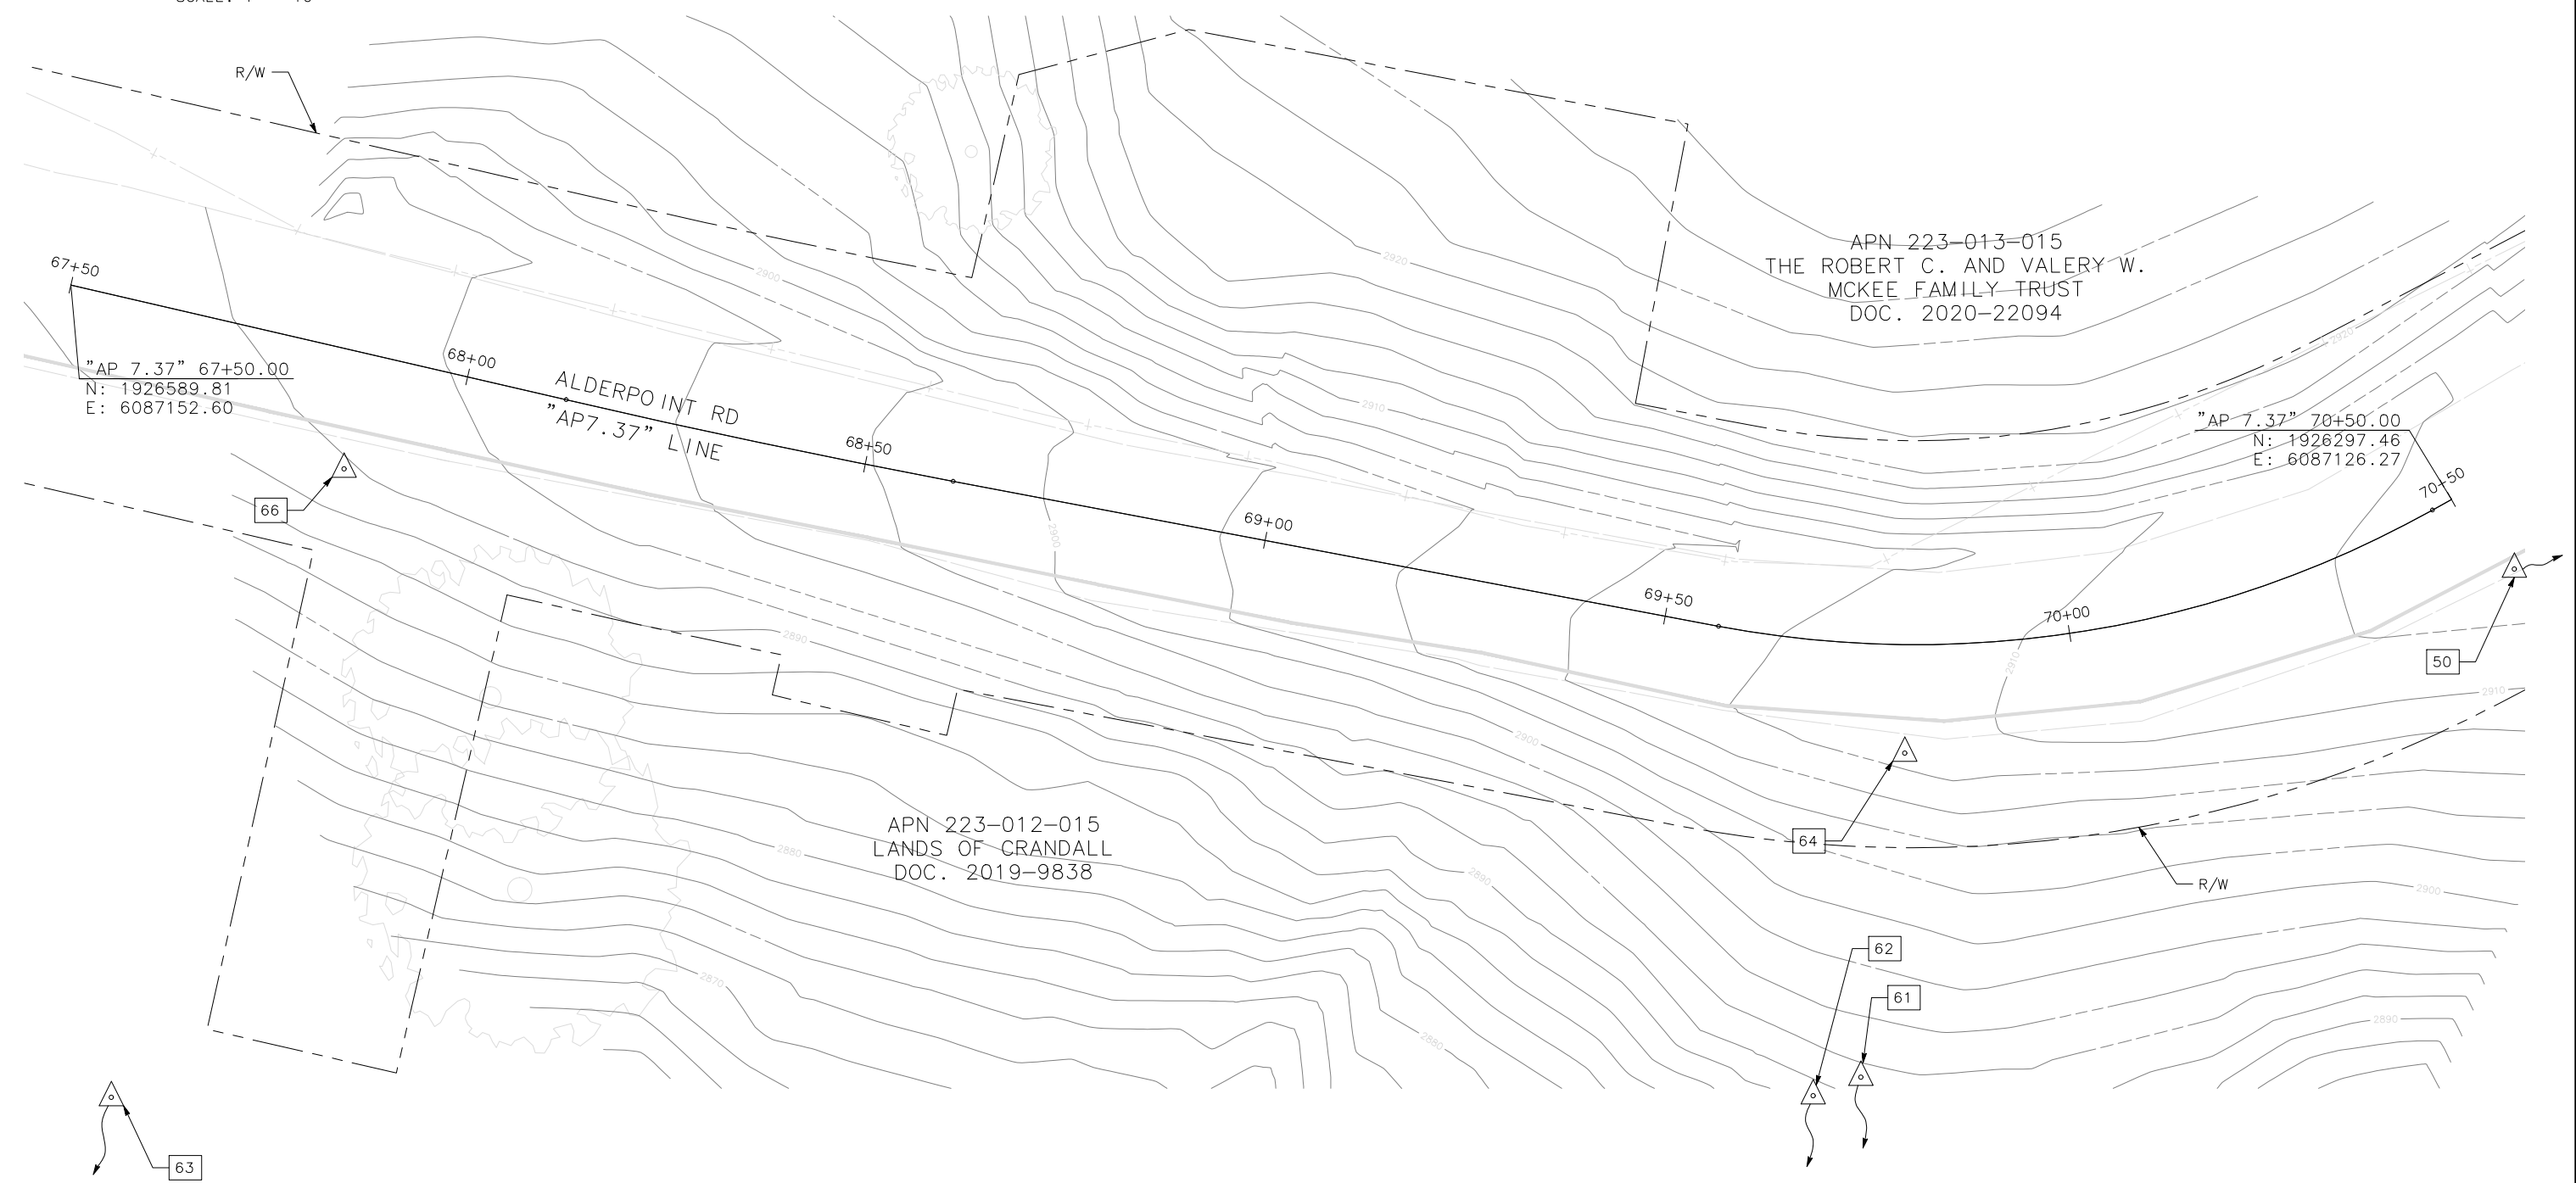 R/W
2900
2920
APN 223-013-015
THE ROBERT C. AND VALERY W.
MCKEE FAMILY TRUST
DOC. 2020-22094
67+50
"AP 7.37" 67+50.00
N: 1926589.81
E: 6087152.60
68+00
ALDERPOINT RD
"AP7.37" LINE
68+50
2910
2920
"AP 7.37" 70+50.00
N: 1926297.46
E: 6087126.27
70+50
66
2900
69+00
69+50
70+00
2890
2910
50
2910
2900
APN 223-012-015
LANDS OF CRANDALL
DOC. 2019-9838
2880
64
2890
R/W
2900
62
2870
61
2880
2890
63